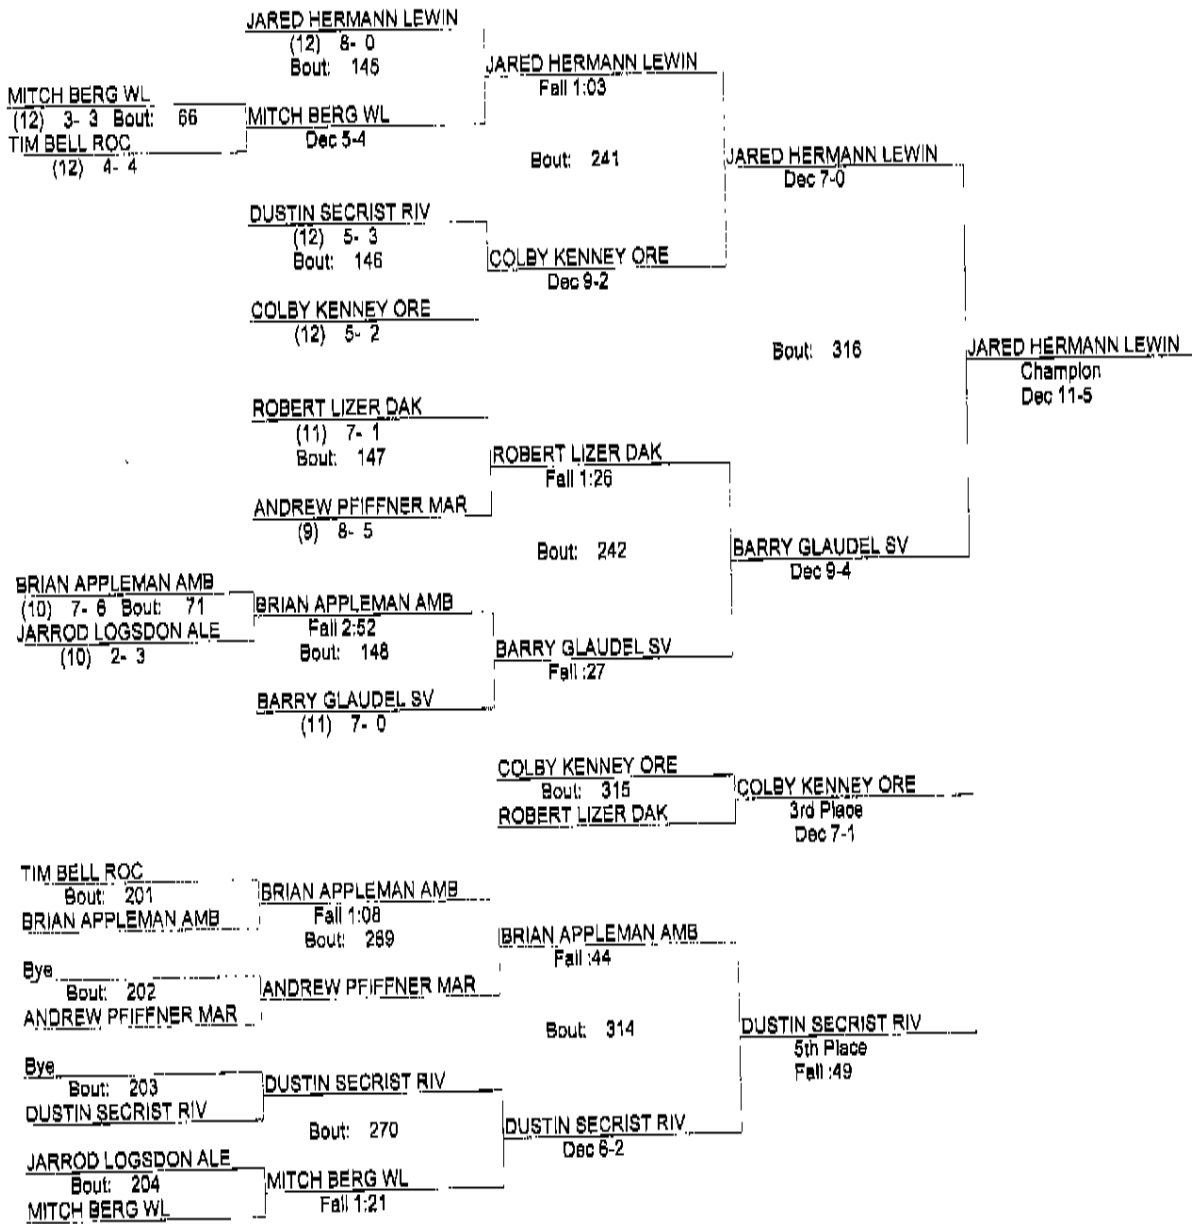 JARED HERMANN LEWIN
(12) 8- 0
Bout: 145
JARED HERMANN LEWIN
Fall 1:03
MITCH BERG WL
(12) 3- 3 Bout: 66
MITCH BERG WL
Dec 5-4
TIM BELL ROC
(12) 4- 4
Bout: 241
JARED HERMANN LEWIN
Dec 7-0
DUSTIN SECRIST RIV
(12) 5- 3
Bout: 146
COLBY KENNEY ORE
Dec 9-2
COLBY KENNEY ORE
(12) 5- 2
Bout: 316
JARED HERMANN LEWIN
Champion
Dec 11-5
ROBERT LIZER DAK
(11) 7- 1
Bout: 147
ROBERT LIZER DAK
Fall 1:26
ANDREW PFIFFNER MAR
(9) 8- 5
Bout: 242
BARRY GLAUDEL SV
Dec 9-4
BRIAN APPLEMAN AMB
(10) 7- 6 Bout: 71
BRIAN APPLEMAN AMB
Fall 2:52
JARROD LOGSDON ALE
(10) 2- 3
Bout: 148
BARRY GLAUDEL SV
Fall :27
BARRY GLAUDEL SV
(11) 7- 0
COLBY KENNEY ORE
Bout: 315
COLBY KENNEY ORE
3rd Place
Dec 7-1
ROBERT LIZER DAK
TIM BELL ROC
Bout: 201
BRIAN APPLEMAN AMB
Fall 1:08
BRIAN APPLEMAN AMB
Bout: 269
BRIAN APPLEMAN AMB
Fall :44
Bye
Bout: 202
ANDREW PFIFFNER MAR
ANDREW PFIFFNER MAR
Bout: 314
DUSTIN SECRIST RIV
5th Place
Fall :49
Bye
Bout: 203
DUSTIN SECRIST RIV
DUSTIN SECRIST RIV
Bout: 270
DUSTIN SECRIST RIV
Dec 6-2
JARROD LOGSDON ALE
Bout: 204
MITCH BERG WL
Fall 1:21
MITCH BERG WL